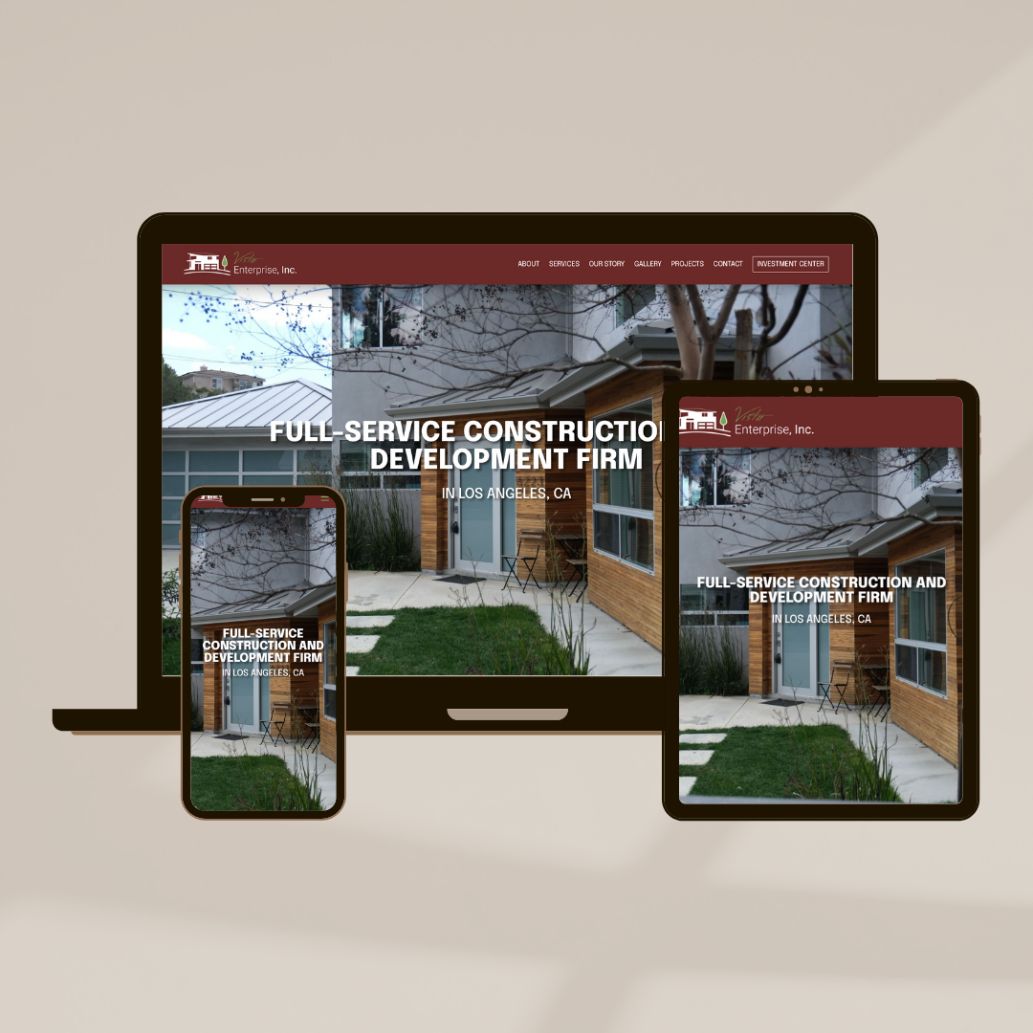 Vista
Enterprise, Inc.
ABOUT SERVICES OUR STORY GALLERY PROJECTS CONTACT INVESTMENT CENTER
FULL-SERVICE CONSTRUCTIO
DEVELOPMENT FIRM
IN LOS ANGELES, CA
FULL-SERVICE
CONSTRUCTION AND
DEVELOPMENT FIRM
IN LOS ANGELES, CA
Vista
Enterprise, Inc.
FULL-SERVICE CONSTRUCTION AND
DEVELOPMENT FIRM
IN LOS ANGELES, CA